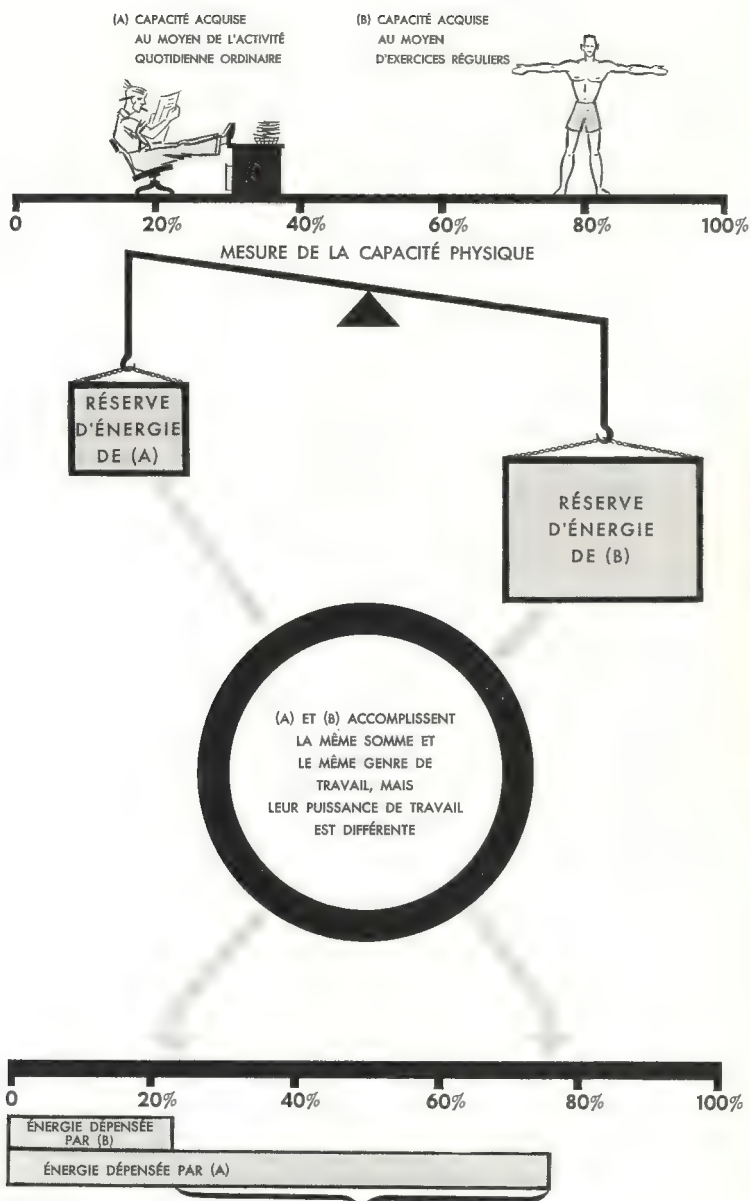 (A) CAPACITÉ ACQUISE
AU MOYEN DE L'ACTIVITÉ
QUOTIDIENNE ORDINAIRE
(B) CAPACITÉ ACQUISE
AU MOYEN
D'EXERCICES RÉGULIERS
0 20% 40% 60% 80% 100%
MESURE DE LA CAPACITÉ PHYSIQUE
RÉSERVE
D'ÉNERGIE
DE (A)
RÉSERVE
D'ÉNERGIE
DE (B)
(A) ET (B) ACCOMPLISSENT
LA MÊME SOMME ET
LE MÊME GENRE DE
TRAVAIL, MAIS
LEUR PUISSANCE DE TRAVAIL
EST DIFFÉRENTE
0 20% 40% 60% 80% 100%
ÉNERGIE DÉPENSÉE
PAR (B)
ÉNERGIE DÉPENSÉE PAR (A)